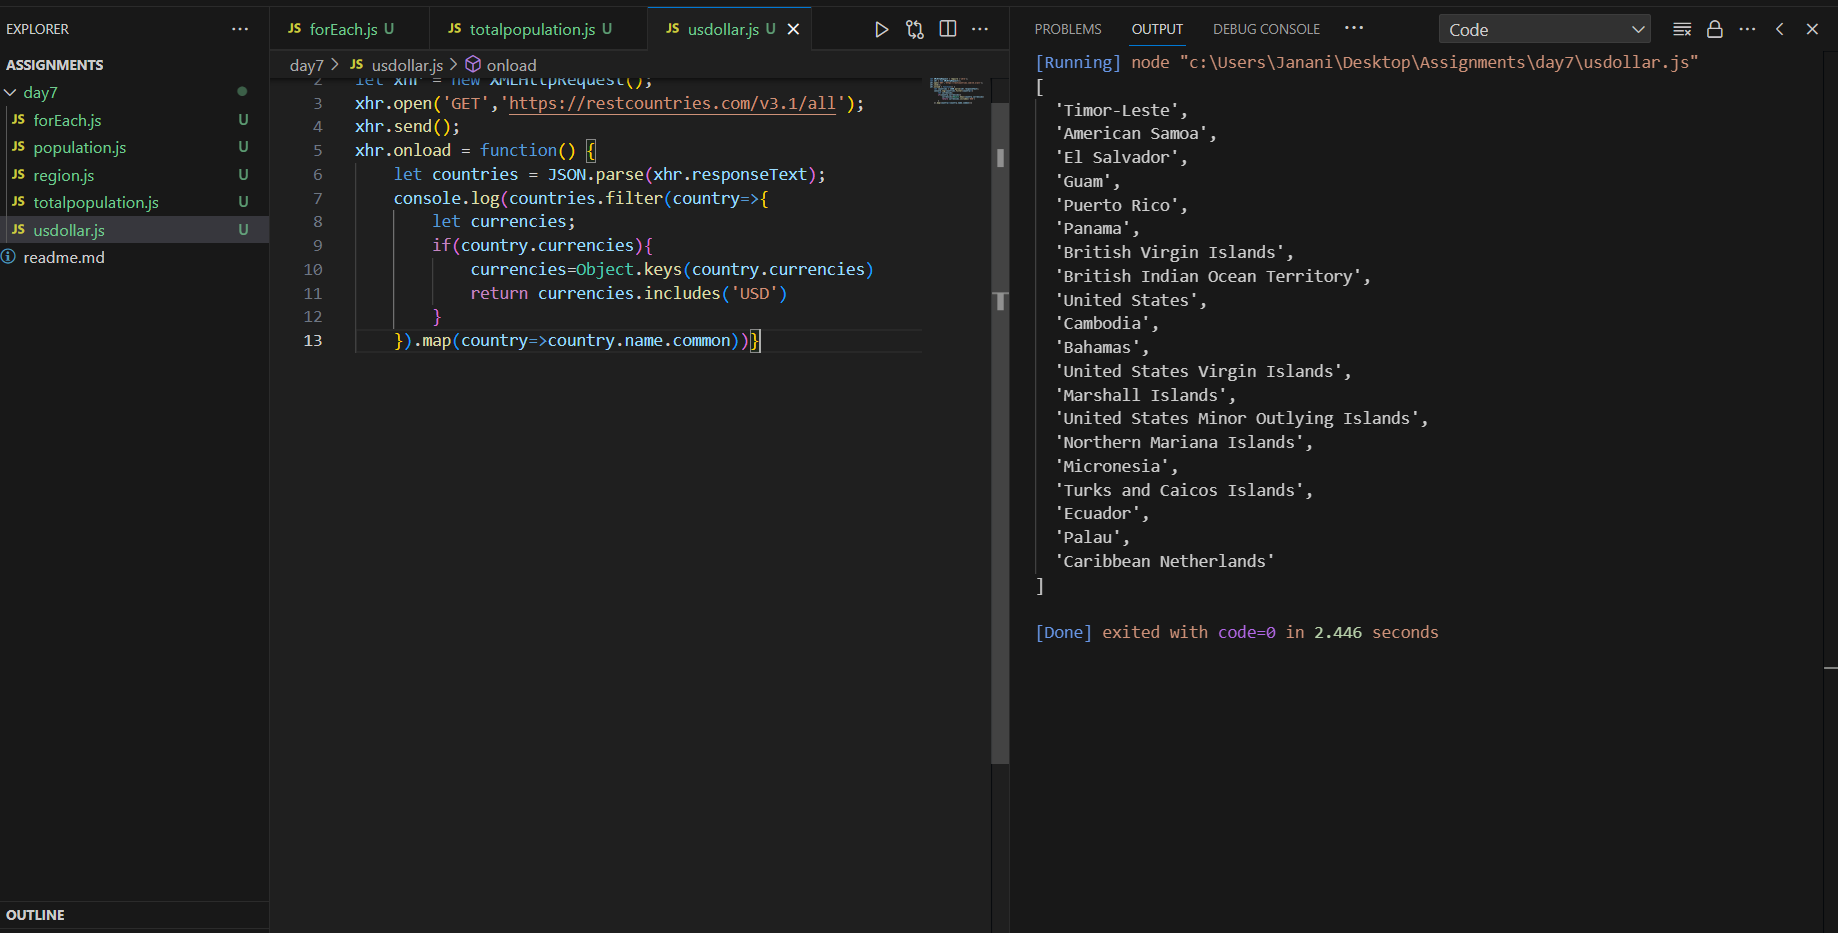 EXPLORER
ASSIGNMENTS
day7
JS forEach.js U
JS population.js U
JS region.js U
JS totalpopulation.js U
JS usdollar.js U
readme.md
OUTLINE
JS forEach.js U JS totalpopulation.js U JS usdollar.js U
day7 > JS usdollar.js > onload
2 let xhr = new XMLHttpRequest();
3 xhr.open('GET','https://restcountries.com/v3.1/all');
4 xhr.send();
5 xhr.onload = function() {
6 let countries = JSON.parse(xhr.responseText);
7 console.log(countries.filter(country=>{
8 let currencies;
9 if(country.currencies){
10 currencies=Object.keys(country.currencies)
11 return currencies.includes('USD')
12 }
13 }).map(country=>country.name.common))}
PROBLEMS OUTPUT DEBUG CONSOLE Code
[Running] node "c:\Users\Janani\Desktop\Assignments\day7\usdollar.js"
[
'Timor-Leste',
'American Samoa',
'El Salvador',
'Guam',
'Puerto Rico',
'Panama',
'British Virgin Islands',
'British Indian Ocean Territory',
'United States',
'Cambodia',
'Bahamas',
'United States Virgin Islands',
'Marshall Islands',
'United States Minor Outlying Islands',
'Northern Mariana Islands',
'Micronesia',
'Turks and Caicos Islands',
'Ecuador',
'Palau',
'Caribbean Netherlands'
]
[Done] exited with code=0 in 2.446 seconds